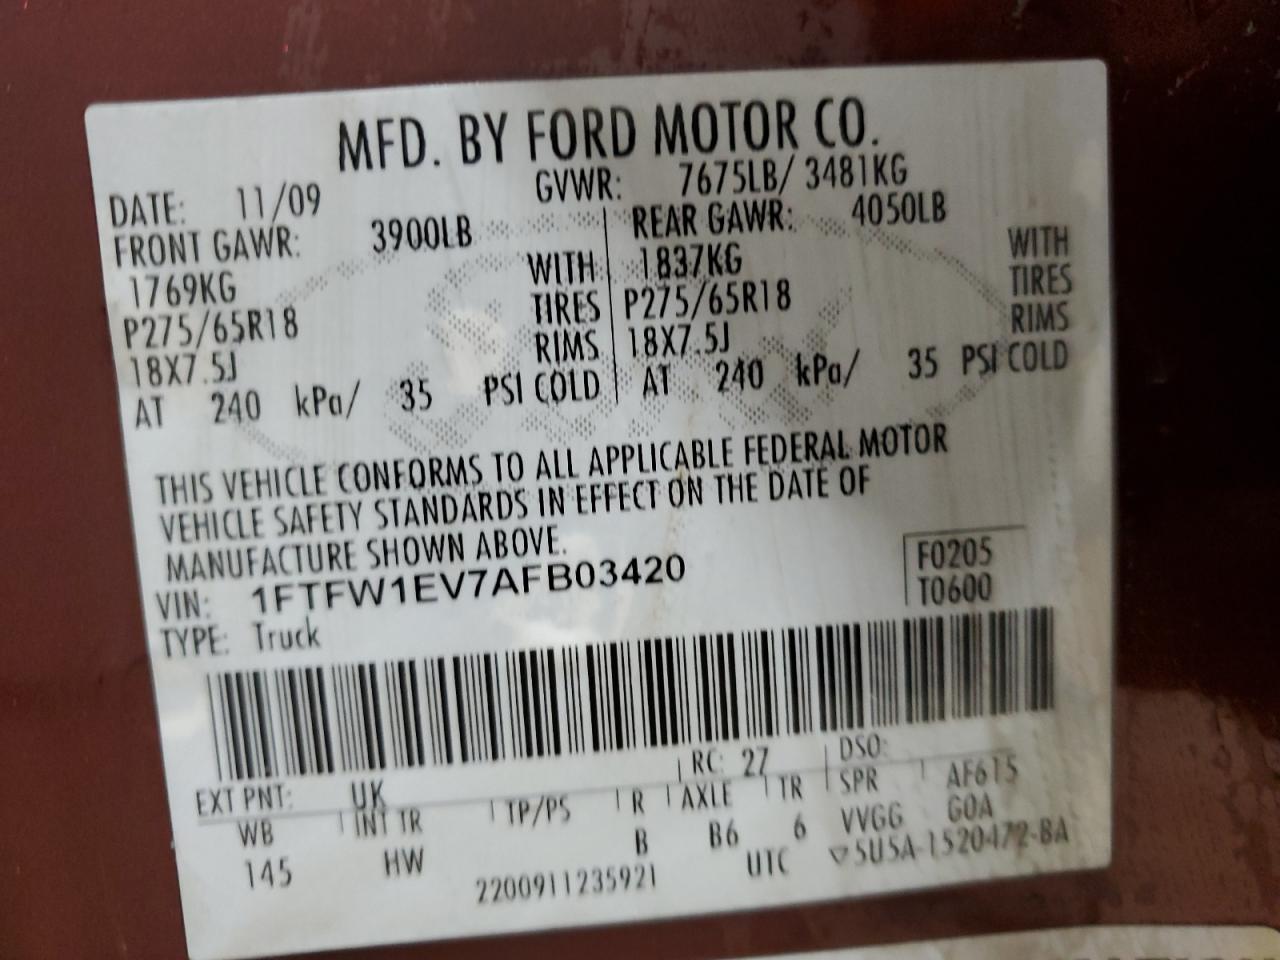 MFD. BY FORD MOTOR CO.
DATE: 11/09 GVWR: 7675LB/ 3481KG
FRONT GAWR: 3900LB REAR GAWR: 4050LB
1769KG WITH 1837KG WITH
P275/65R18 TIRES P275/65R18 TIRES
18X7.5J RIMS 18X7.5J RIMS
AT 240 kPa/ 35 PSI COLD AT 240 kPa/ 35 PSI COLD
THIS VEHICLE CONFORMS TO ALL APPLICABLE FEDERAL MOTOR
VEHICLE SAFETY STANDARDS IN EFFECT ON THE DATE OF
MANUFACTURE SHOWN ABOVE.
VIN: 1FTFW1EV7AFB03420 F0205
TYPE: Truck T0600
EXT PNT: UK RC: 27 DSO:
WB INT TR TP/PS R AXLE TR SPR AF6T5
145 HW B B6 6 VVGG G0A
2200911235921 UTC ▽5U5A-1520472-BA